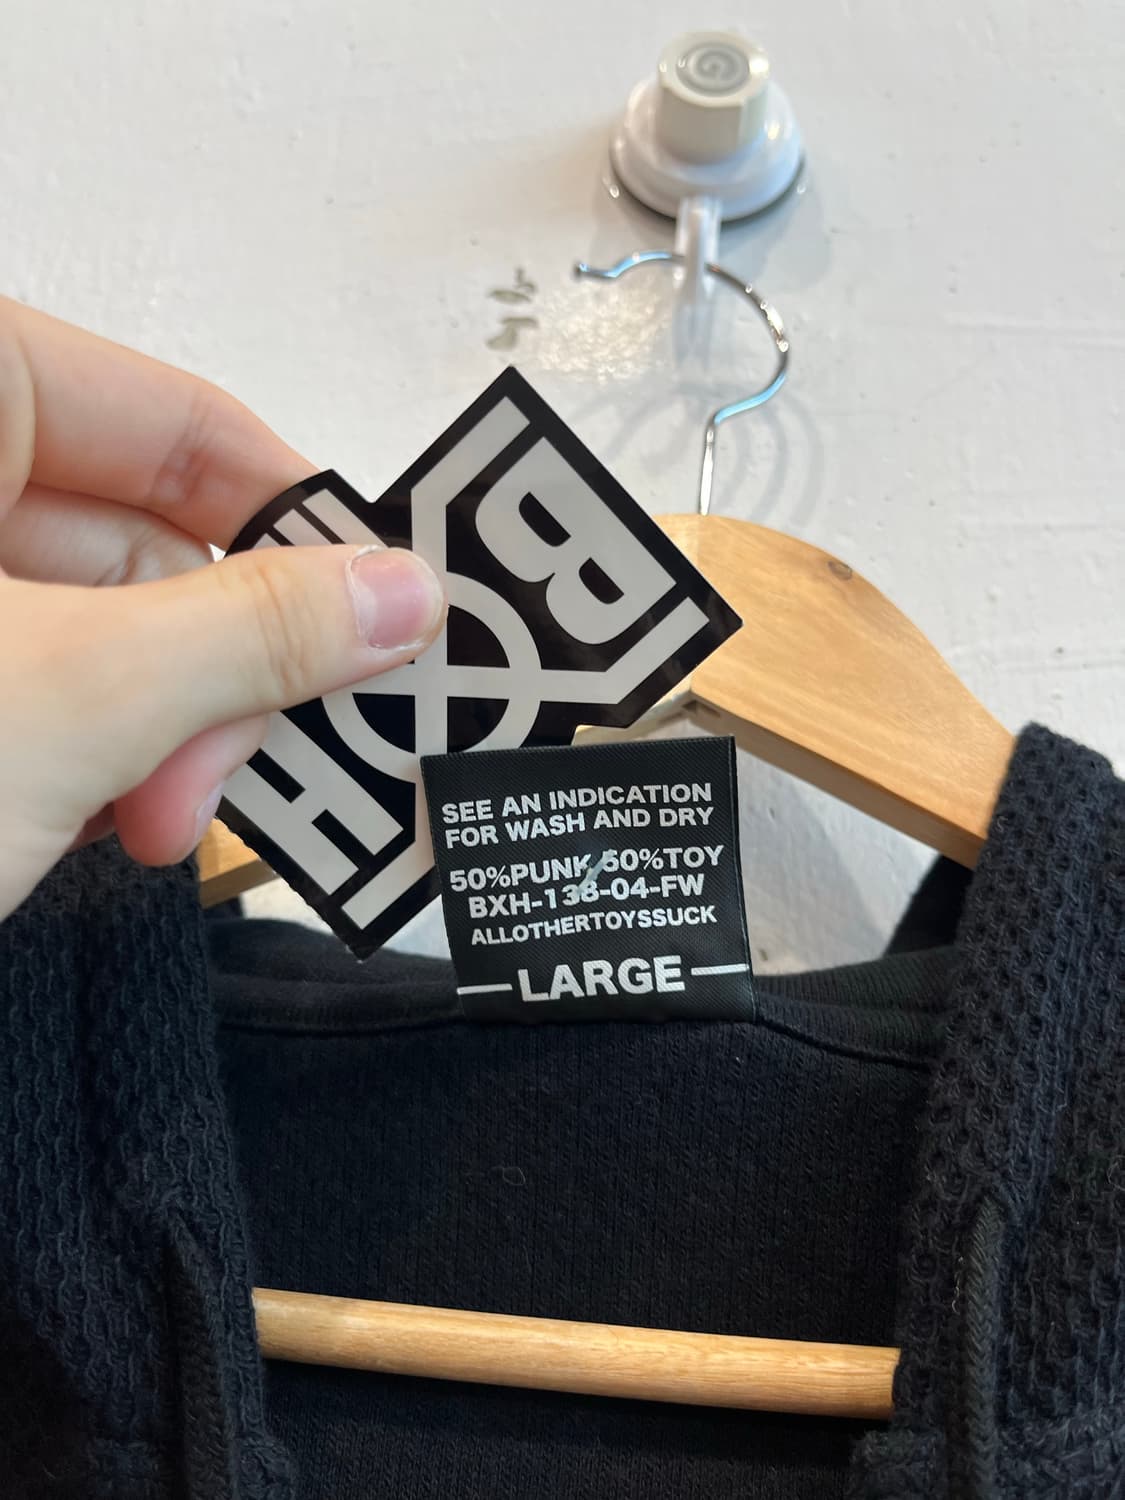 B
H
SEE AN INDICATION
FOR WASH AND DRY
50%PUNK 50%TOY
BXH-138-04-FW
ALLOTHERTOYSSUCK
LARGE